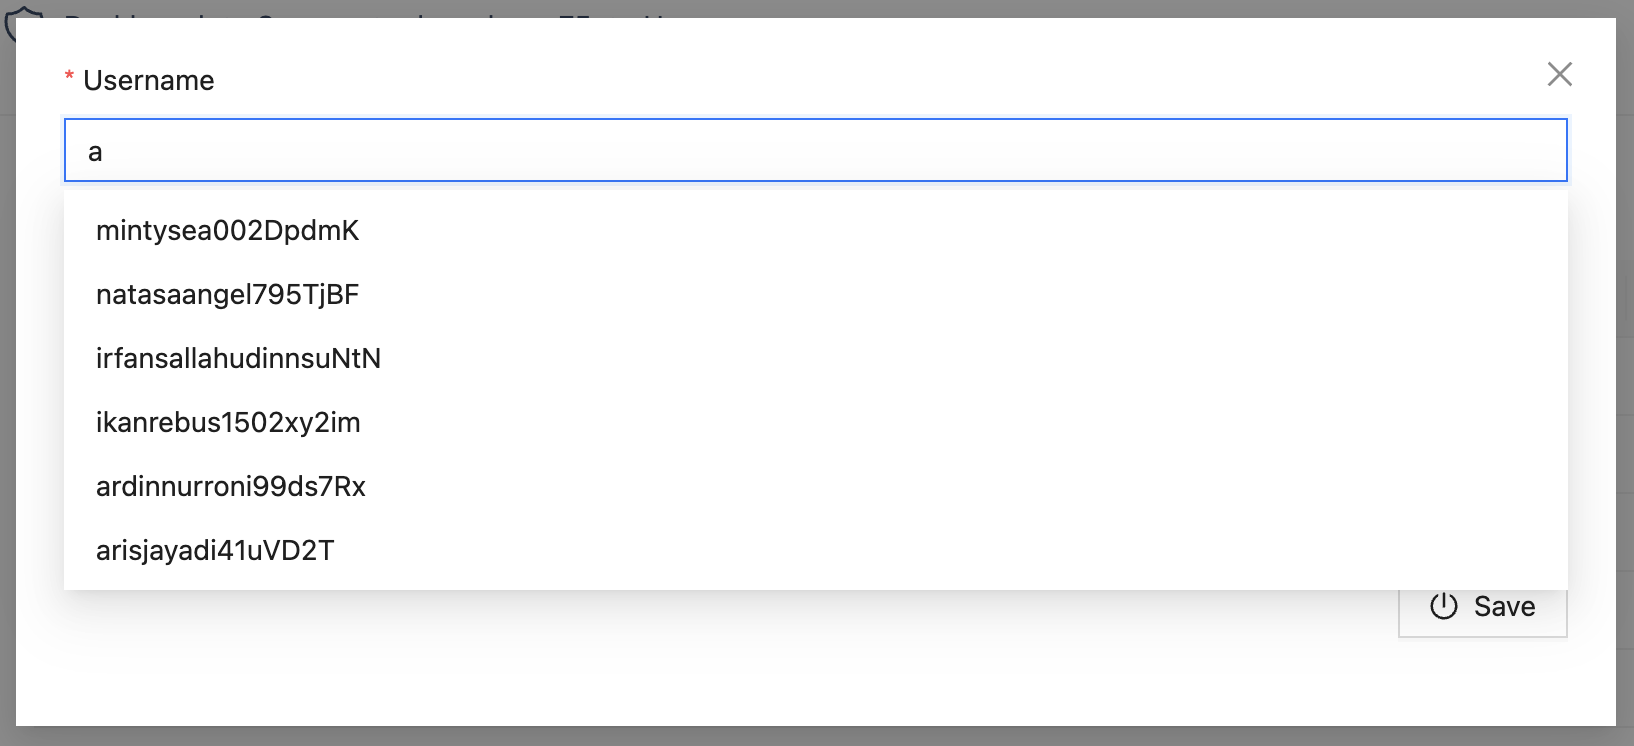 * Username
a
mintysea002DpdmK
natasaangel795TjBF
irfansallahudinnsuNtN
ikanrebus1502xy2im
ardinnurroni99ds7Rx
arisjayadi41uVD2T
Save